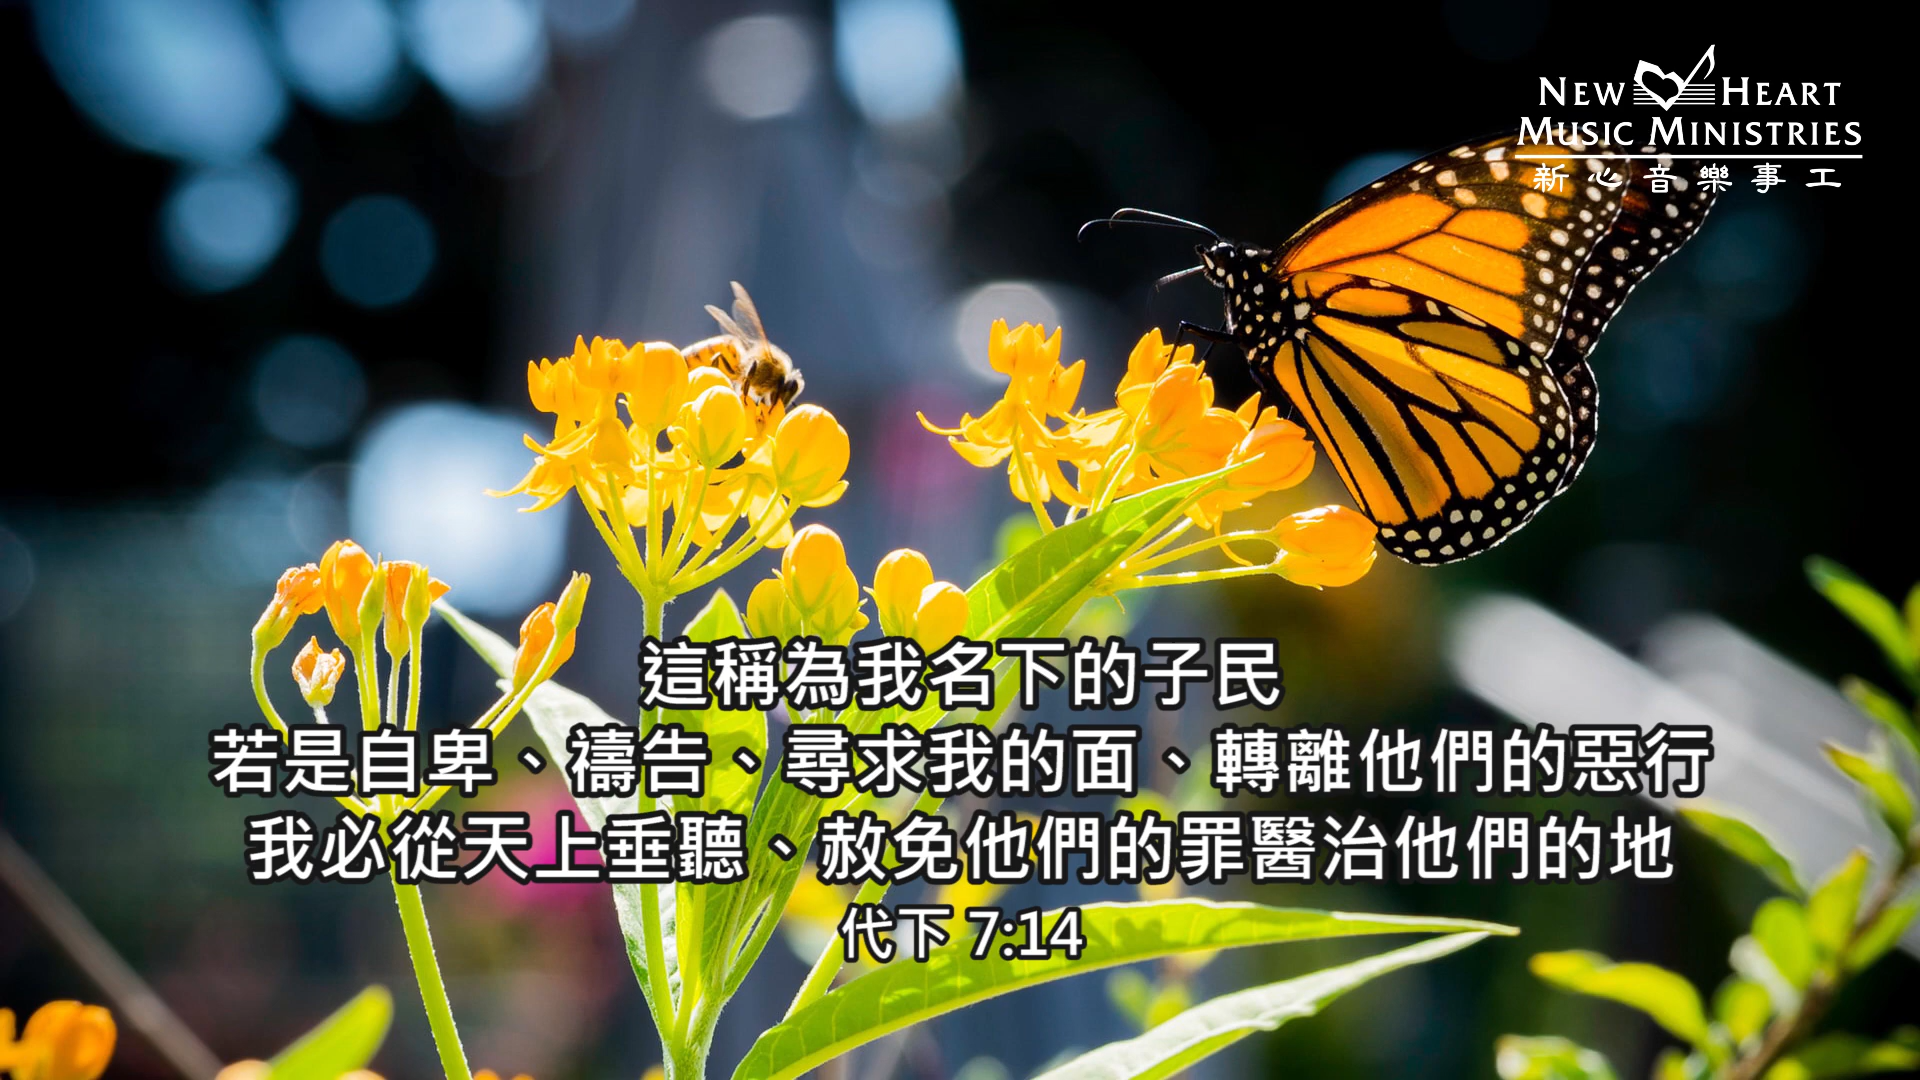 NEW HEART
MUSIC MINISTRIES
新心音樂事工
這稱為我名下的子民
若是自卑、禱告、尋求我的面、轉離他們的惡行
我必從天上垂聽、赦免他們的罪醫治他們的地
代下 7:14